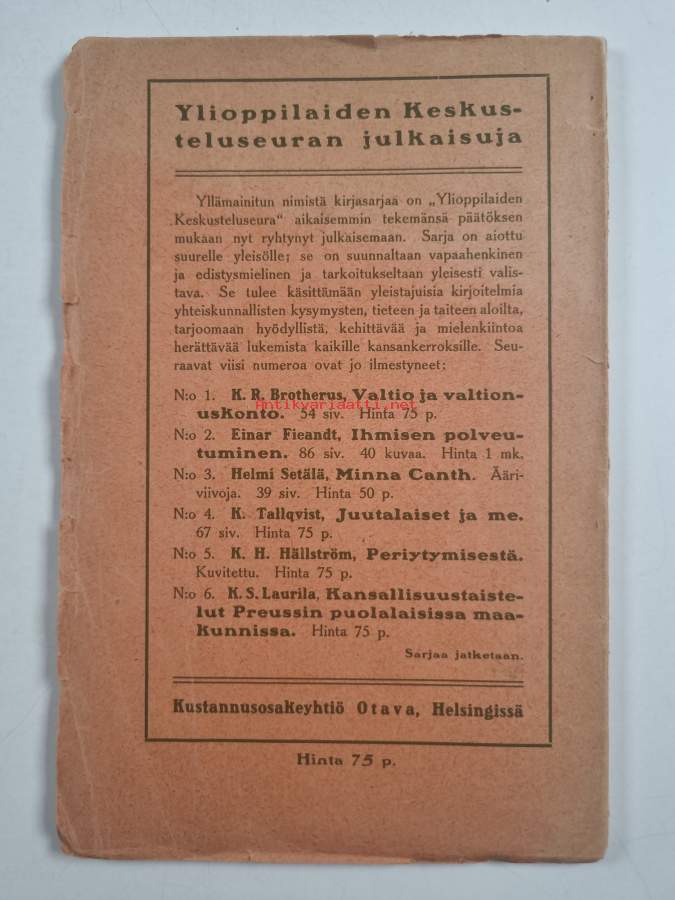 Ylioppilaiden Keskus-
teluseuran julkaisuja
Yllämainitun nimistä kirjasarjaa on „Ylioppilaiden
Keskusteluseura“ aikaisemmin tekemänsä päätöksen
mukaan nyt ryhtynyt julkaisemaan. Sarja on aiottu
suurelle yleisölle; se on suunnaltaan vapaahenkinen
ja edistysmielinen ja tarkoitukseltaan yleisesti valis-
tava. Se tulee käsittämään yleistajuisia kirjoitelmia
yhteiskunnallisten kysymysten, tieteen ja taiteen aloilta,
tarjoomaan hyödyllistä, kehittävää ja mielenkiintoa
herättävää lukemista kaikille kansankerroksille. Seu-
raavat viisi numeroa ovat jo ilmestyneet:
N:o 1. K. R. Brotherus, Valtio ja valtion-
Antikvariaatti.net
uskonto. 54 siv. Hinta 75 p.
N:o 2. Einar Fieandt, Ihmisen polveu-
tuminen. 86 siv. 40 kuvaa. Hinta 1 mk.
N:o 3. Helmi Setälä, Minna Canth. Ääri-
viivoja. 39 siv. Hinta 50 p.
N:o 4. K. Tallqvist, Juutalaiset ja me.
67 siv. Hinta 75 p.
N:o 5. K. H. Hällström, Periytymisestä.
Kuvitettu. Hinta 75 p.
N:o 6. K. S. Laurila, Kansallisuustaiste-
lut Preussin puolalaisissa maa-
kunnissa. Hinta 75 p.
Sarjaa jatketaan.
Kustannusosakeyhtiö Otava, Helsingissä
Hinta 75 p.